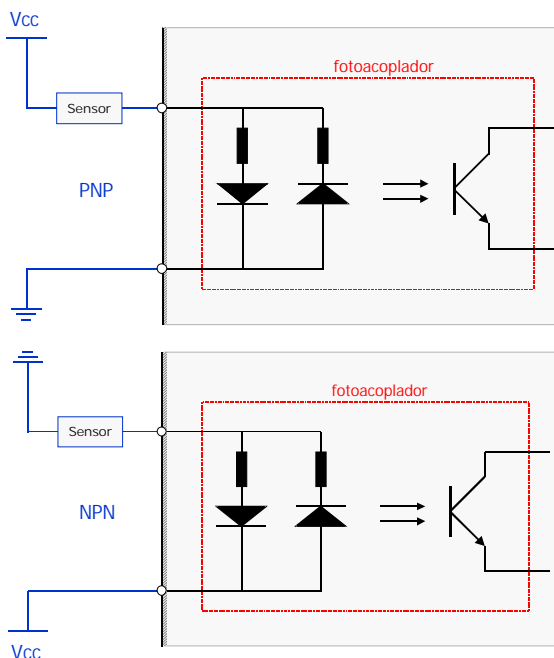 Vcc
fotoacoplador
Sensor
PNP
fotoacoplador
Sensor
NPN
Vcc